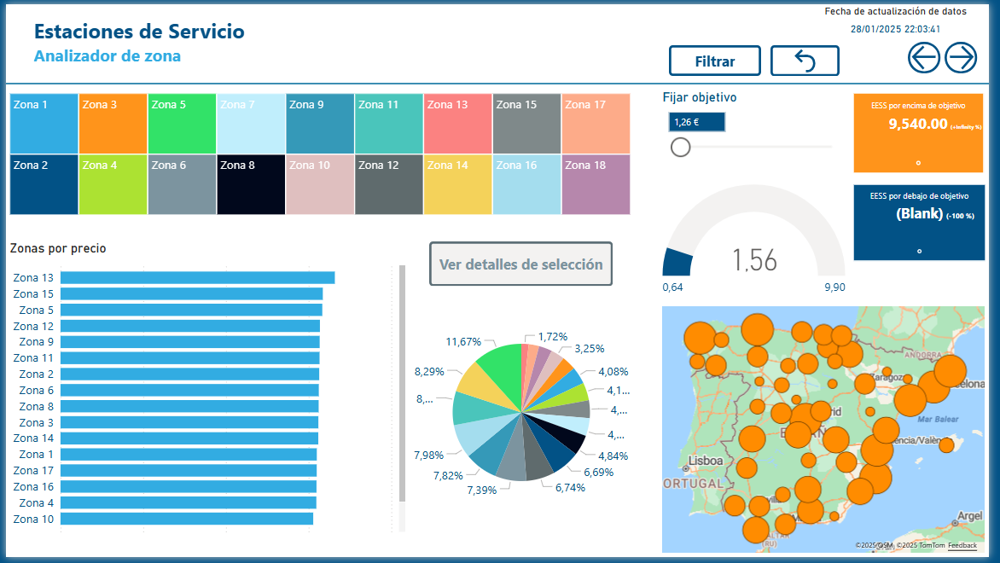 Estaciones de Servicio
Analizador de zona
Fecha de actualización de datos
28/01/2025 22:03:41
Filtrar
Zona 1
Zona 3
Zona 5
Zona 7
Zona 9
Zona 11
Zona 13
Zona 15
Zona 17
Zona 2
Zona 4
Zona 6
Zona 8
Zona 10
Zona 12
Zona 14
Zona 16
Zona 18
Fijar objetivo
1,26 €
EESS por encima de objetivo
9,540.00 (+Infinity %)
EESS por debajo de objetivo
(Blank) (-100 %)
1,56
0,64
9,90
Zonas por precio
Zona 13
Zona 15
Zona 5
Zona 12
Zona 9
Zona 11
Zona 2
Zona 6
Zona 8
Zona 3
Zona 14
Zona 1
Zona 17
Zona 16
Zona 4
Zona 10
Ver detalles de selección
11,67%
1,72%
3,25%
8,29%
4,08%
8,...
4,1...
4,...
4,...
7,98%
4,84%
7,82%
6,69%
7,39%
6,74%
ANDORRA
Zaragoz
elona
rid
Mar Balear
encia/Valèn
Lisboa
ORTUGAL
Argel
(RU)
©2025 OSM ©2025 TomTom Feedback